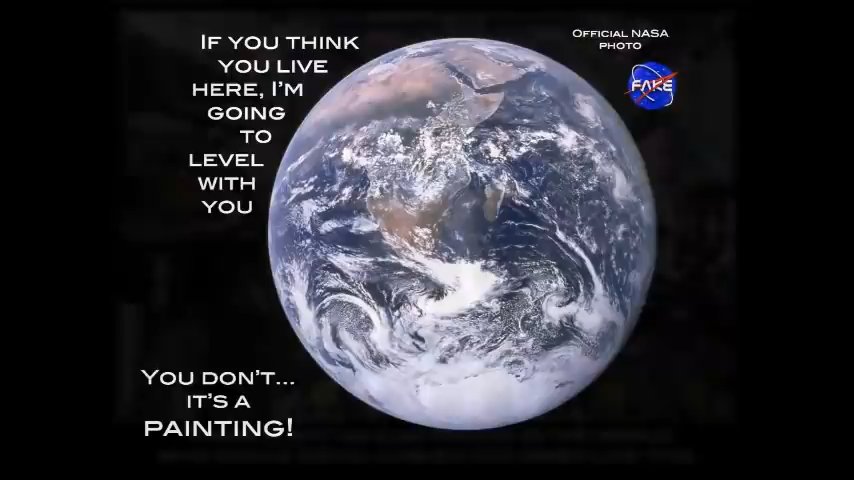 IF YOU THINK
YOU LIVE
HERE, I'M
GOING
TO
LEVEL
WITH
YOU
OFFICIAL NASA
PHOTO
FAKE
YOU DON'T...
IT'S A
PAINTING!